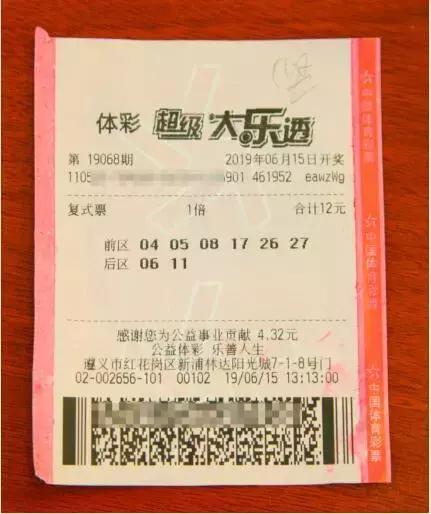 体彩 超级大乐透
第 19068期 2019年06月15日开奖
1105 901 461952 eawzWg
复式票 1倍 合计12元
前区 04 05 08 17 26 27
后区 06 11
感谢您为公益事业贡献 4.32元
公益体彩 乐善人生
遵义市红花岗区新浦林达阳光城7-1-8号门
02-002656-101 00102 19/06/15 13:13:00
中国体育彩票
中国体育彩票
中国体育彩票